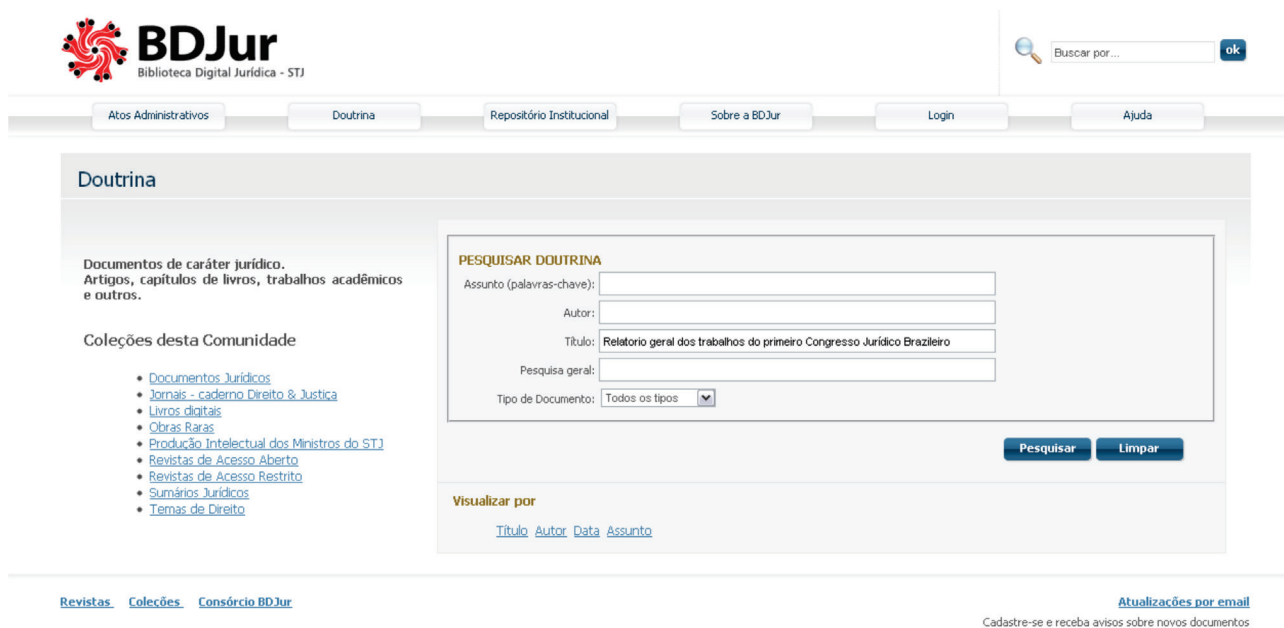 BDJur
Biblioteca Digital Jurídica - STJ
Buscar por...
ok
Atos Administrativos
Doutrina
Repositório Institucional
Sobre a BDJur
Login
Ajuda
Doutrina
Documentos de caráter jurídico.
Artigos, capítulos de livros, trabalhos acadêmicos
e outros.
Coleções desta Comunidade
Documentos Jurídicos
Jornais - caderno Direito & Justiça
Livros digitais
Obras Raras
Produção Intelectual dos Ministros do STJ
Revistas de Acesso Aberto
Revistas de Acesso Restrito
Sumários Jurídicos
Temas de Direito
PESQUISAR DOUTRINA
Assunto (palavras-chave):
Autor:
Título: Relatorio geral dos trabalhos do primeiro Congresso Jurídico Brazileiro
Pesquisa geral:
Tipo de Documento: Todos os tipos
Pesquisar
Limpar
Visualizar por
Título Autor Data Assunto
Revistas Coleções Consórcio BDJur
Atualizações por email
Cadastre-se e receba avisos sobre novos documentos